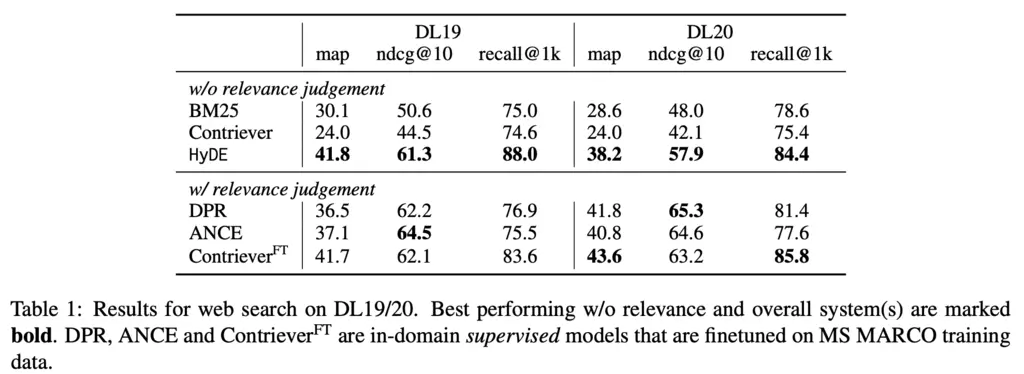 DL19 DL20
map ndcg@10 recall@1k map ndcg@10 recall@1k
w/o relevance judgement
BM25 30.1 50.6 75.0 28.6 48.0 78.6
Contriever 24.0 44.5 74.6 24.0 42.1 75.4
HyDE 41.8 61.3 88.0 38.2 57.9 84.4
w/ relevance judgement
DPR 36.5 62.2 76.9 41.8 65.3 81.4
ANCE 37.1 64.5 75.5 40.8 64.6 77.6
Contriever^FT 41.7 62.1 83.6 43.6 63.2 85.8
Table 1: Results for web search on DL19/20. Best performing w/o relevance and overall system(s) are marked
bold. DPR, ANCE and Contriever^FT are in-domain supervised models that are finetuned on MS MARCO training
data.